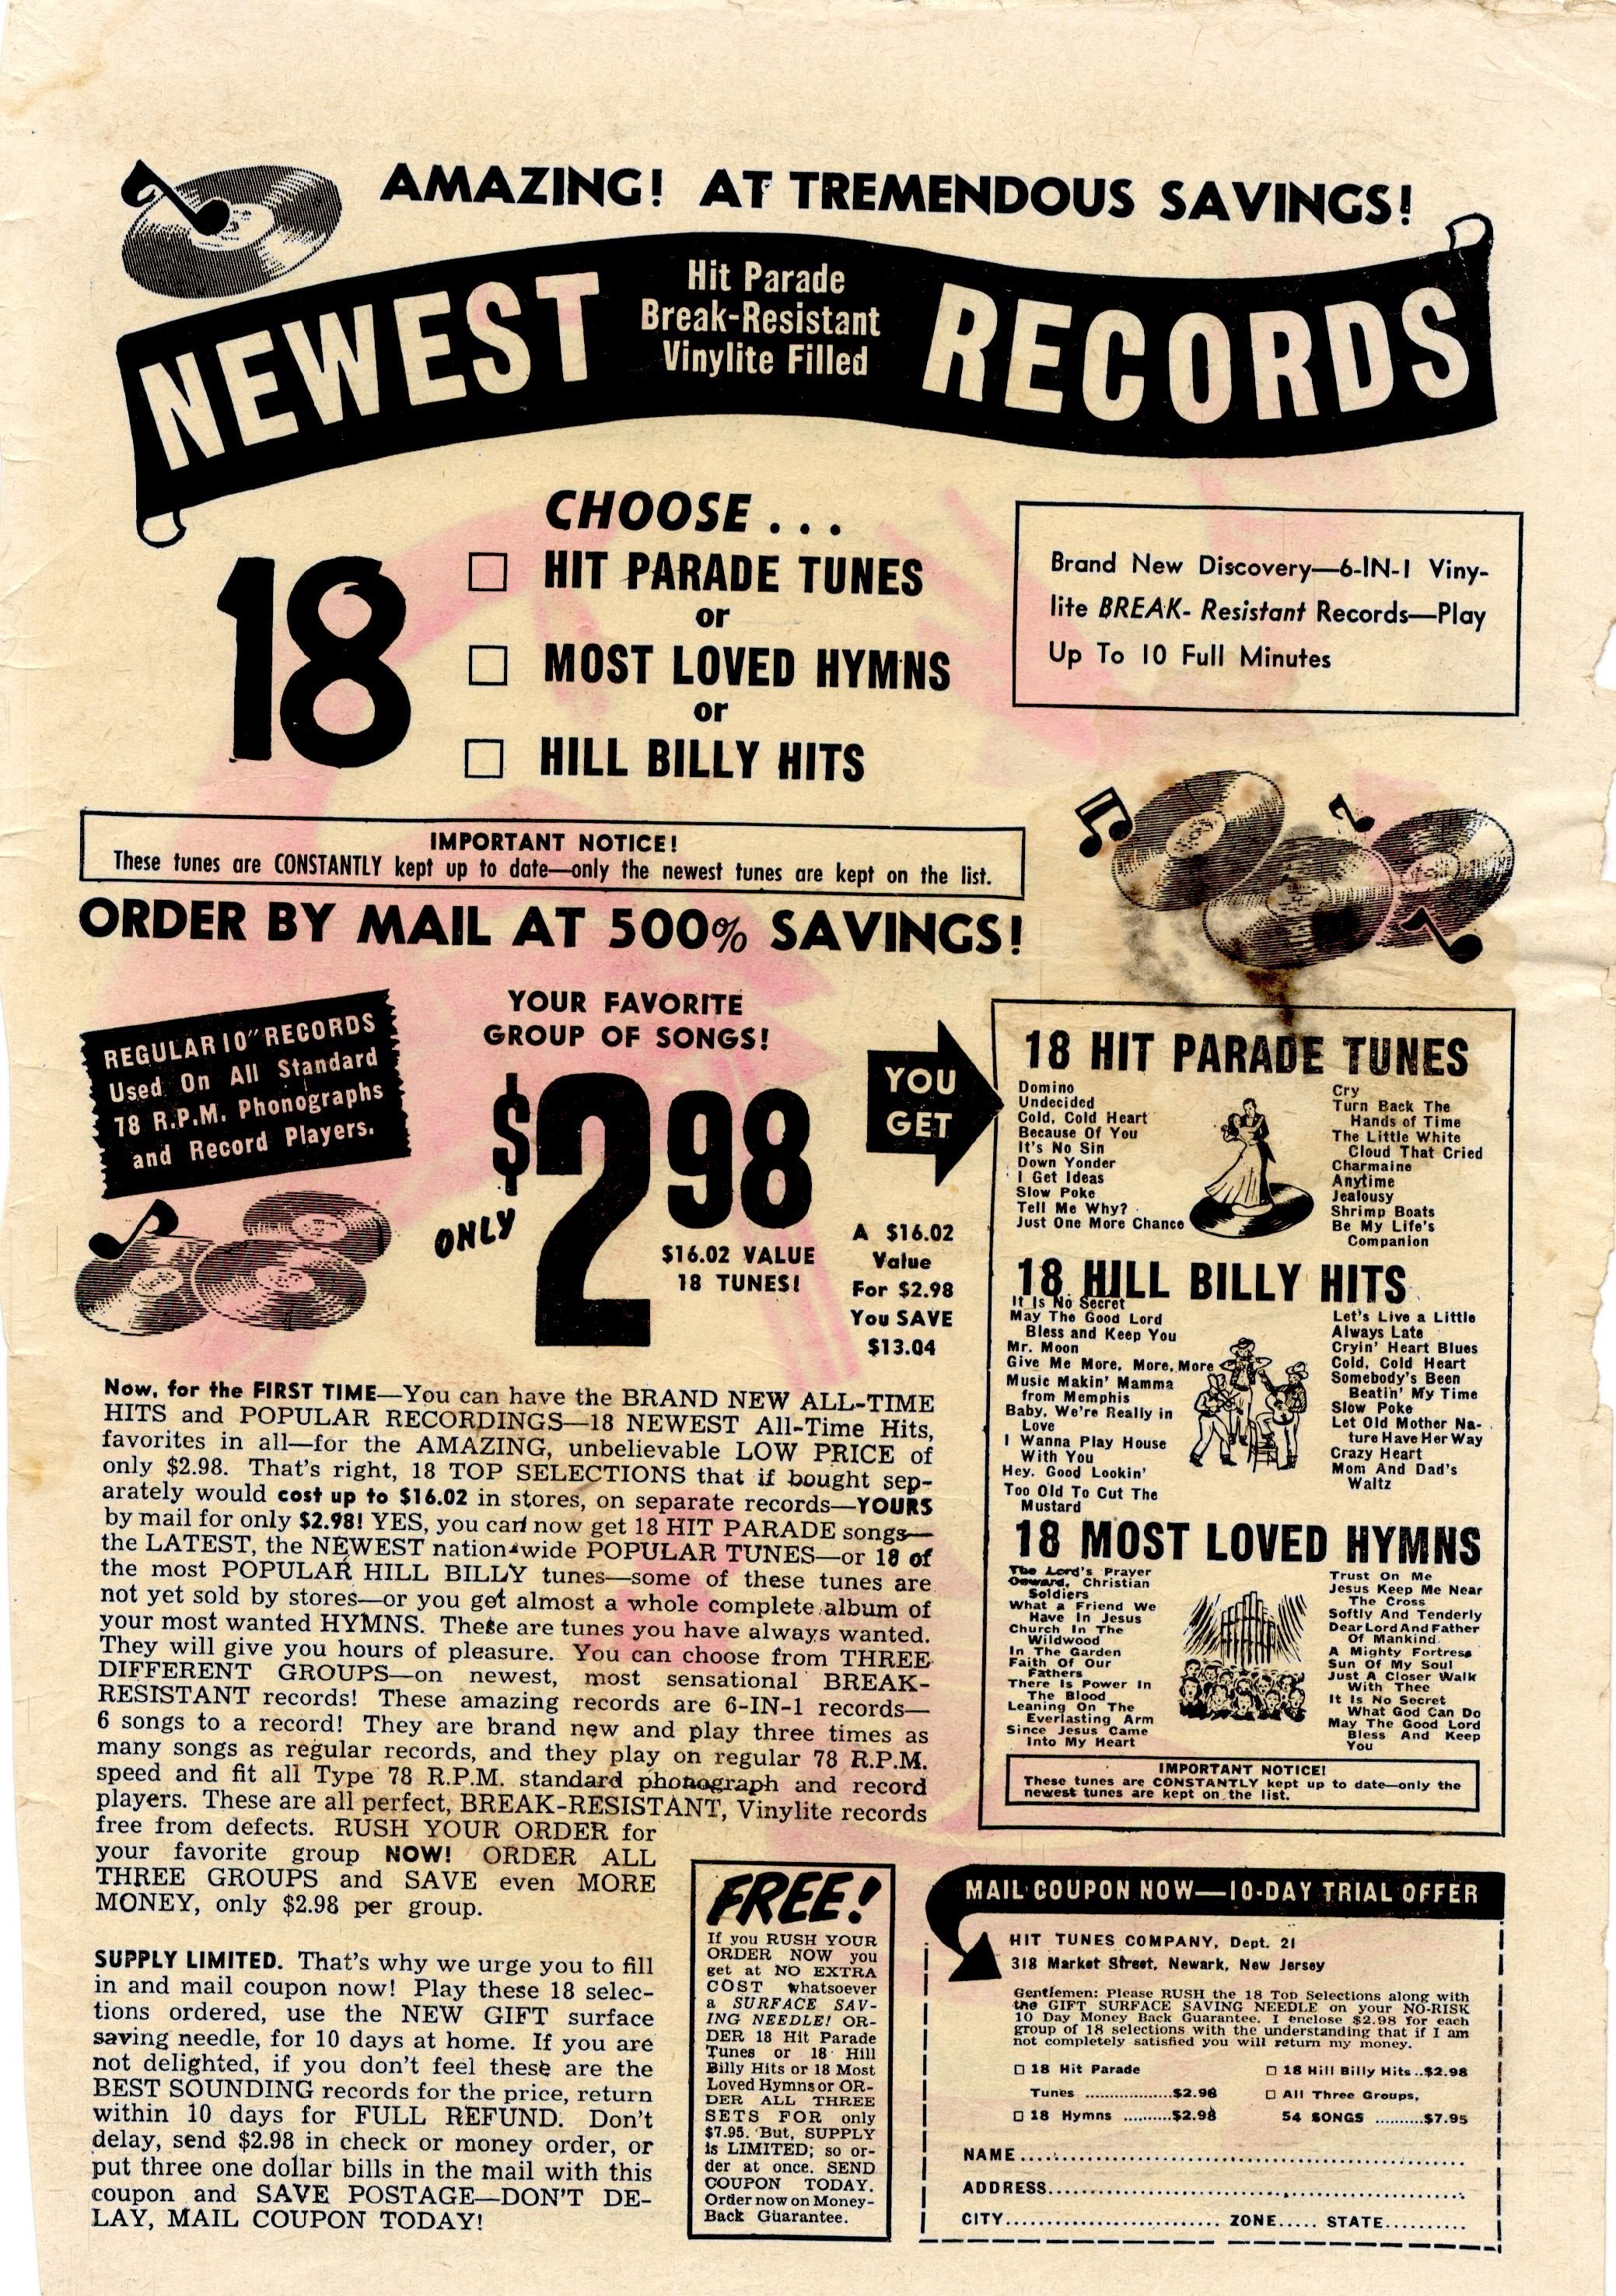 AMAZING! AT TREMENDOUS SAVINGS!
NEWEST
Hit Parade
Break-Resistant
Vinylite Filled
RECORDS
CHOOSE...
18
HIT PARADE TUNES
or
MOST LOVED HYMNS
or
HILL BILLY HITS
Brand New Discovery—6-IN-1 Viny-
lite BREAK- Resistant Records—Play
Up To 10 Full Minutes
IMPORTANT NOTICE!
These tunes are CONSTANTLY kept up to date—only the newest tunes are kept on the list.
ORDER BY MAIL AT 500% SAVINGS!
REGULAR 10" RECORDS
Used On All Standard
78 R.P.M. Phonographs
and Record Players.
YOUR FAVORITE
GROUP OF SONGS!
ONLY
$2.98
$16.02 VALUE
18 TUNES!
YOU
GET
A $16.02
Value
For $2.98
You SAVE
$13.04
Now, for the FIRST TIME—You can have the BRAND NEW ALL-TIME
HITS and POPULAR RECORDINGS—18 NEWEST All-Time Hits,
favorites in all—for the AMAZING, unbelievable LOW PRICE of
only $2.98. That's right, 18 TOP SELECTIONS that if bought sep-
arately would cost up to $16.02 in stores, on separate records—YOURS
by mail for only $2.98! YES, you can now get 18 HIT PARADE songs—
the LATEST, the NEWEST nation-wide POPULAR TUNES—or 18 of
the most POPULAR HILL BILLY tunes—some of these tunes are
not yet sold by stores—or you get almost a whole complete album of
your most wanted HYMNS. These are tunes you have always wanted.
They will give you hours of pleasure. You can choose from THREE
DIFFERENT GROUPS—on newest, most sensational BREAK-
RESISTANT records! These amazing records are 6-IN-1 records—
6 songs to a record! They are brand new and play three times as
many songs as regular records, and they play on regular 78 R.P.M.
speed and fit all Type 78 R.P.M. standard phonograph and record
players. These are all perfect, BREAK-RESISTANT, Vinylite records
free from defects. RUSH YOUR ORDER for
your favorite group NOW! ORDER ALL
THREE GROUPS and SAVE even MORE
MONEY, only $2.98 per group.
SUPPLY LIMITED. That's why we urge you to fill
in and mail coupon now! Play these 18 selec-
tions ordered, use the NEW GIFT surface
saving needle, for 10 days at home. If you are
not delighted, if you don't feel these are the
BEST SOUNDING records for the price, return
within 10 days for FULL REFUND. Don't
delay, send $2.98 in check or money order, or
put three one dollar bills in the mail with this
coupon and SAVE POSTAGE—DON'T DE-
LAY, MAIL COUPON TODAY!
18 HIT PARADE TUNES
Domino
Undecided
Cold, Cold Heart
Because Of You
It's No Sin
Down Yonder
I Get Ideas
Slow Poke
Tell Me Why?
Just One More Chance
Cry
Turn Back The
Hands of Time
The Little White
Cloud That Cried
Charmaine
Anytime
Jealousy
Shrimp Boats
Be My Life's
Companion
18 HILL BILLY HITS
It Is No Secret
May The Good Lord
Bless and Keep You
Mr. Moon
Give Me More, More, More
Music Makin' Mamma
from Memphis
Baby, We're Really in
Love
I Wanna Play House
With You
Hey, Good Lookin'
Too Old To Cut The
Mustard
Let's Live a Little
Always Late
Cryin' Heart Blues
Cold, Cold Heart
Somebody's Been
Beatin' My Time
Slow Poke
Let Old Mother Na-
ture Have Her Way
Crazy Heart
Mom And Dad's
Waltz
18 MOST LOVED HYMNS
The Lord's Prayer
Onward, Christian
Soldiers
What a Friend We
Have In Jesus
Church In The
Wildwood
In The Garden
Faith Of Our
Fathers
There Is Power In
The Blood
Leaning On The
Everlasting Arm
Since Jesus Came
Into My Heart
Trust On Me
Jesus Keep Me Near
The Cross
Softly And Tenderly
Dear Lord And Father
Of Mankind
A Mighty Fortress
Sun Of My Soul
Just A Closer Walk
With Thee
It Is No Secret
What God Can Do
May The Good Lord
Bless And Keep
You
IMPORTANT NOTICE!
These tunes are CONSTANTLY kept up to date—only the
newest tunes are kept on the list.
FREE!
If you RUSH YOUR
ORDER NOW you
get at NO EXTRA
COST whatsoever
a SURFACE SAV-
ING NEEDLE! OR-
DER 18 Hit Parade
Tunes or 18 Hill
Billy Hits or 18 Most
Loved Hymns or OR-
DER ALL THREE
SETS FOR only
$7.95. But, SUPPLY
is LIMITED; so or-
der at once. SEND
COUPON TODAY.
Order now on Money-
Back Guarantee.
MAIL COUPON NOW—10-DAY TRIAL OFFER
HIT TUNES COMPANY, Dept. 21
318 Market Street, Newark, New Jersey
Gentlemen: Please RUSH the 18 Top Selections along with
the GIFT SURFACE SAVING NEEDLE on your NO-RISK
10 Day Money Back Guarantee. I enclose $2.98 for each
group of 18 selections with the understanding that if I am
not completely satisfied you will return my money.
18 Hit Parade
Tunes ..............$2.98
18 Hymns ..........$2.98
18 Hill Billy Hits..$2.98
All Three Groups,
54 SONGS ..........$7.95
NAME..........
ADDRESS..........
CITY.......... ZONE..... STATE..........